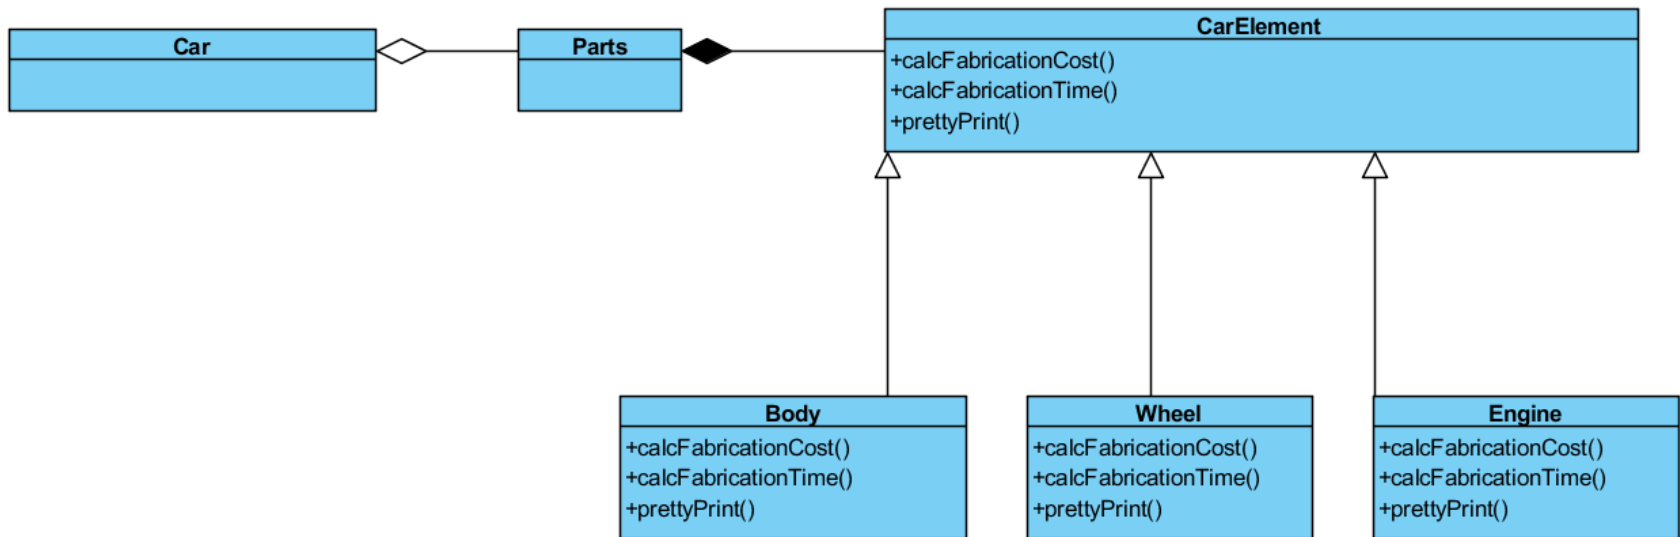 Car
Parts
CarElement
+calcFabricationCost()
+calcFabricationTime()
+prettyPrint()
Body
+calcFabricationCost()
+calcFabricationTime()
+prettyPrint()
Wheel
+calcFabricationCost()
+calcFabricationTime()
+prettyPrint()
Engine
+calcFabricationCost()
+calcFabricationTime()
+prettyPrint()